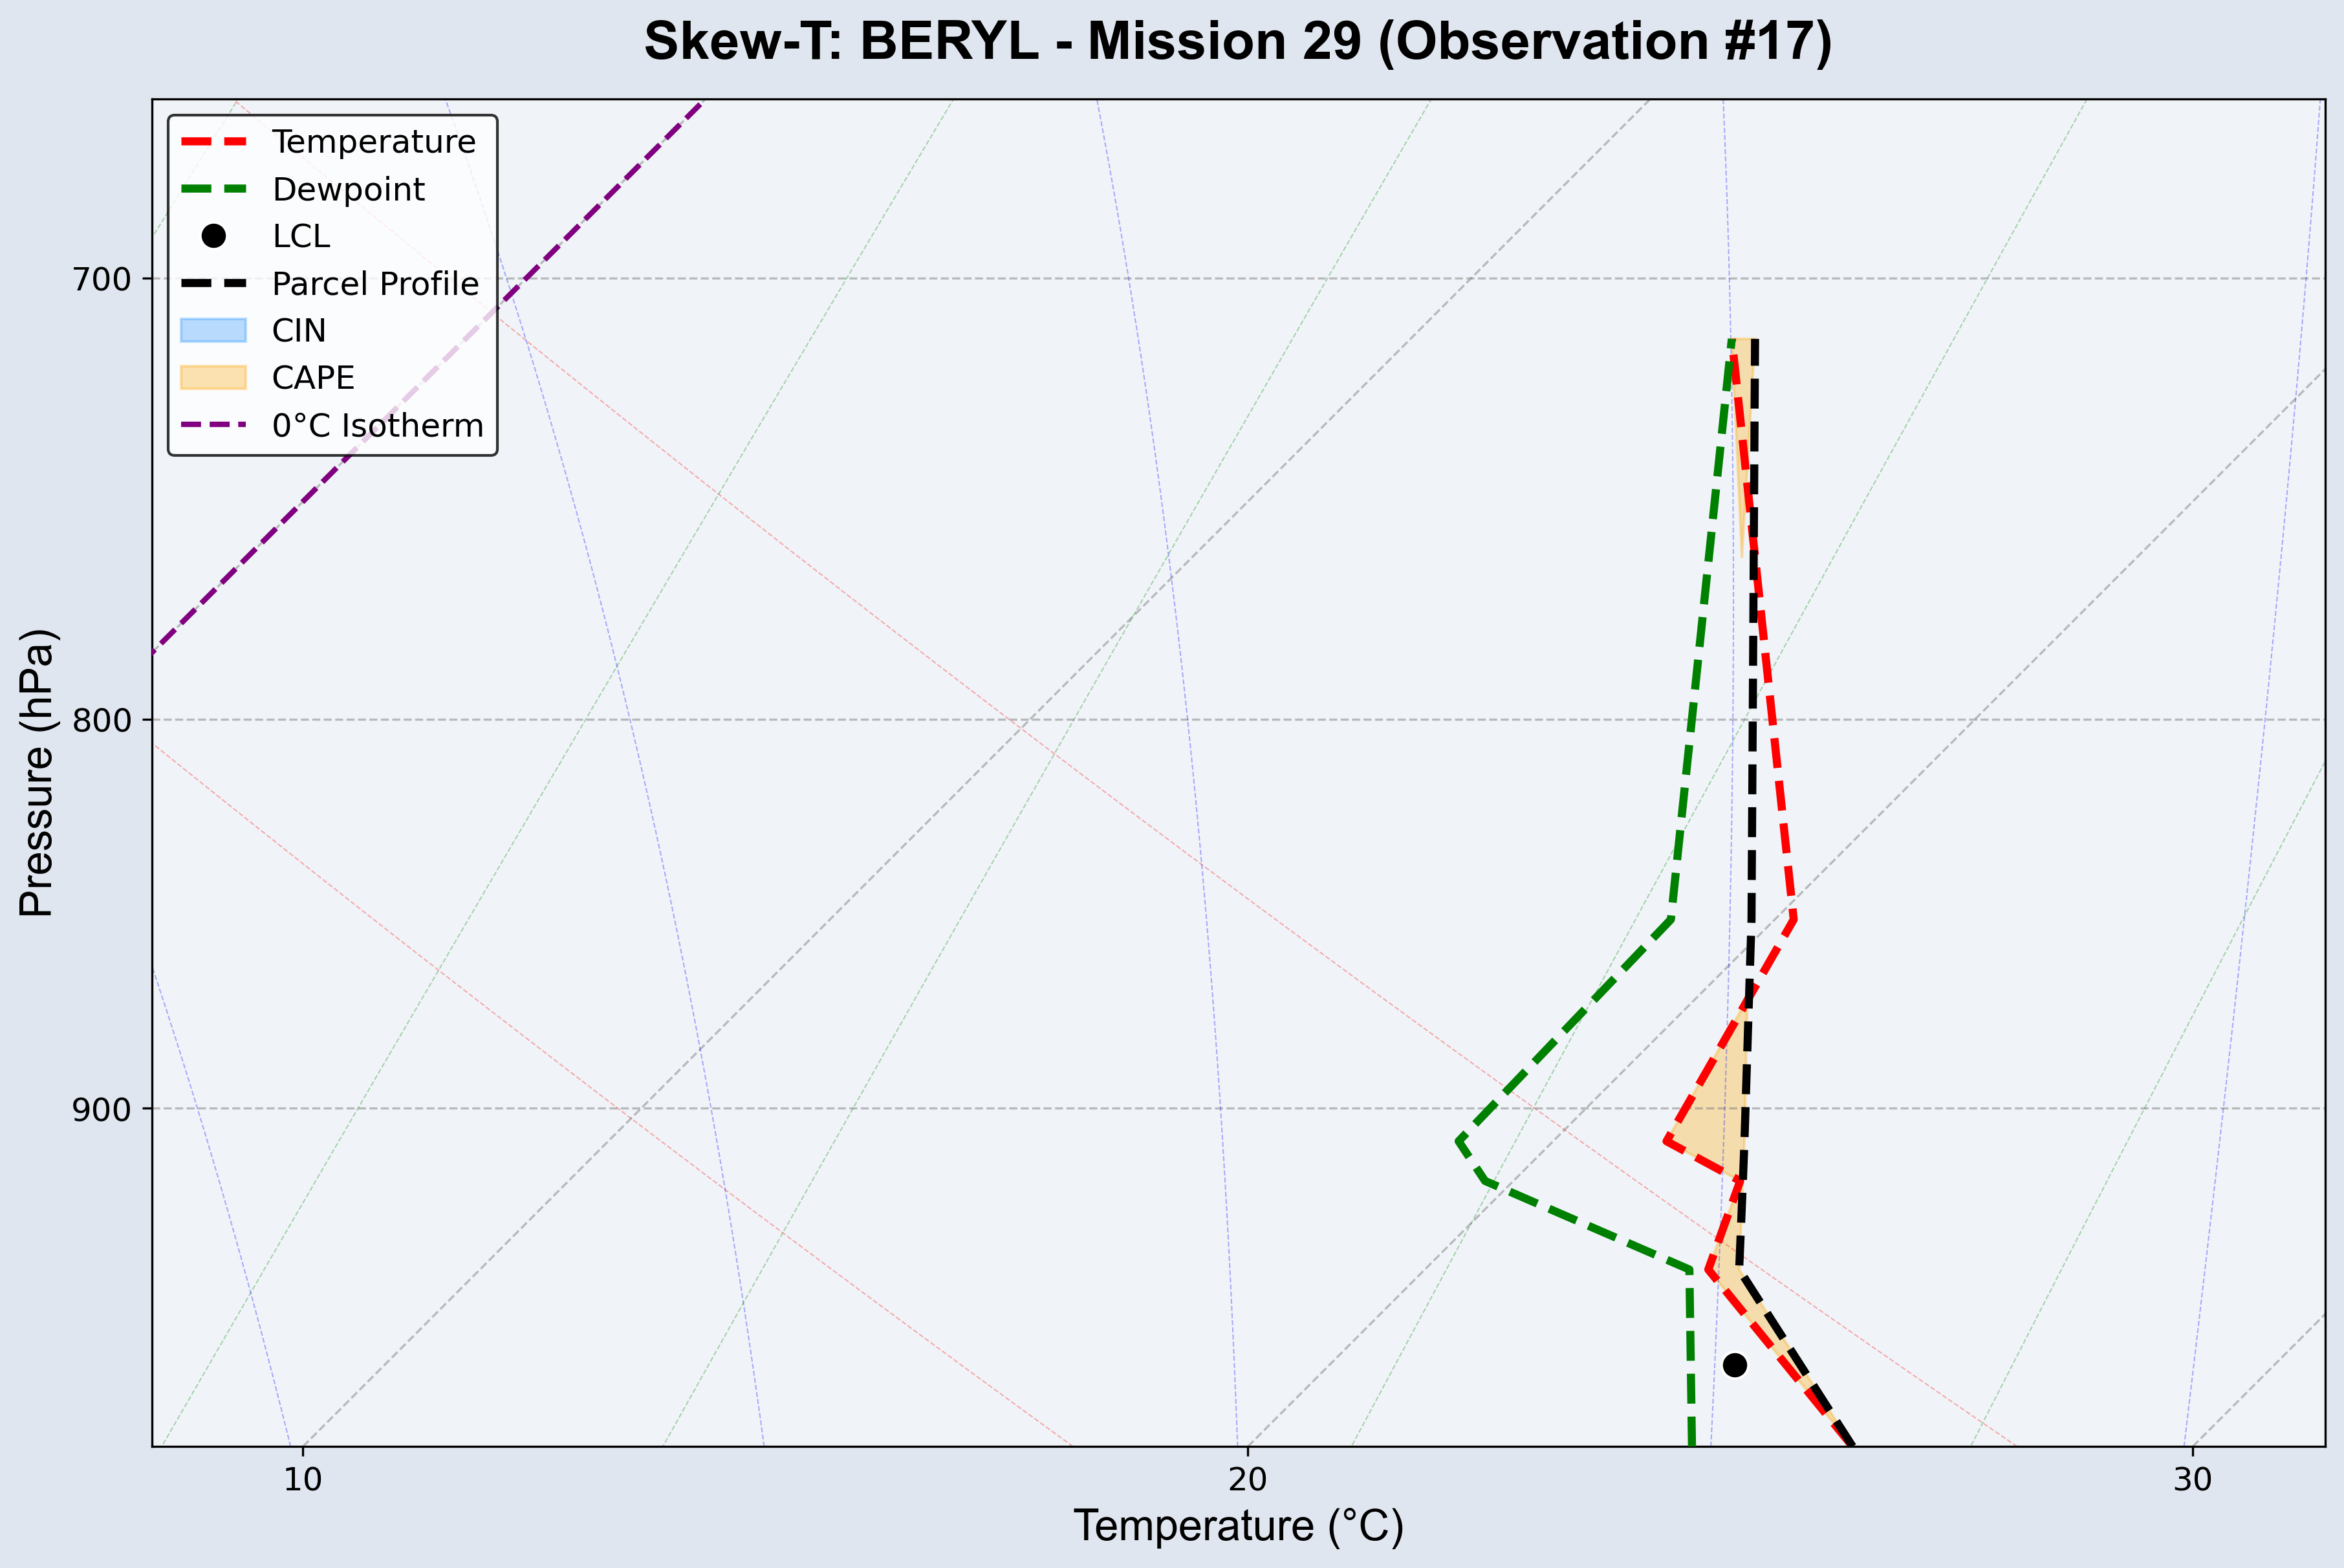 Skew-T: BERYL - Mission 29 (Observation #17)
Temperature
Dewpoint
LCL
Parcel Profile
CIN
CAPE
0°C Isotherm
700
800
900
Pressure (hPa)
10
20
30
Temperature (°C)